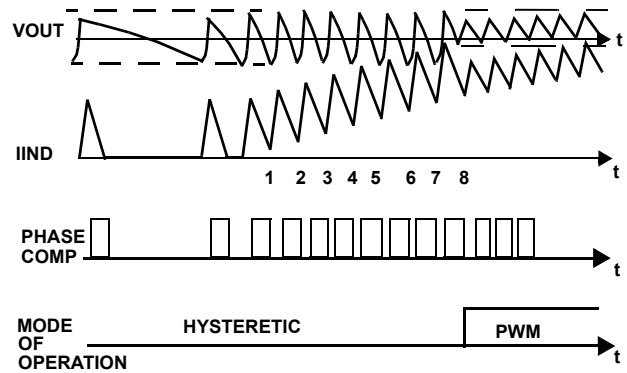 VOUT
t
IIND
t
1 2 3 4 5 6 7 8
PHASE
COMP
t
MODE
OF
OPERATION
HYSTERETIC
PWM
t